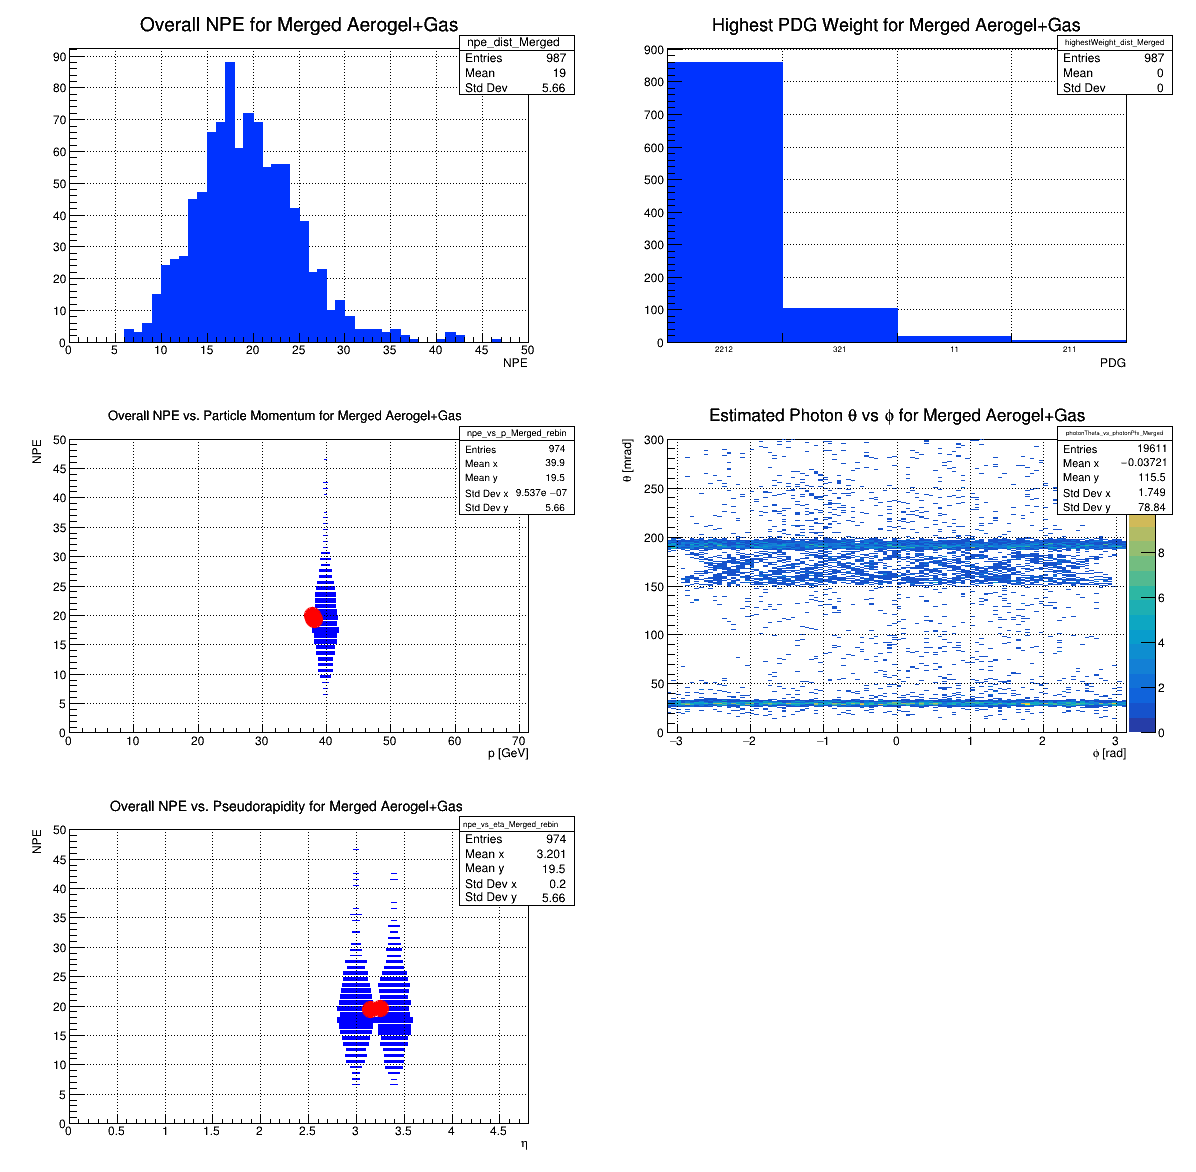 Overall NPE for Merged Aerogel+Gas
npe_dist_Merged
Entries 987
Mean 19
Std Dev 5.66
90
80
70
60
50
40
30
20
10
0
0 5 10 15 20 25 30 35 40 45 50
NPE
Highest PDG Weight for Merged Aerogel+Gas
highestWeight_dist_Merged
Entries 987
Mean 0
Std Dev 0
900
800
700
600
500
400
300
200
100
0
2212 321 11 211
PDG
Overall NPE vs. Particle Momentum for Merged Aerogel+Gas
npe_vs_p_Merged_rebin
Entries 974
Mean x 39.9
Mean y 19.5
Std Dev x 9.537e −07
Std Dev y 5.66
NPE
50
45
40
35
30
25
20
15
10
5
0
0 10 20 30 40 50 60 70
p [GeV]
Estimated Photon θ vs ϕ for Merged Aerogel+Gas
photonTheta_vs_photonPhi_Merged
Entries 19611
Mean x −0.03721
Mean y 115.5
Std Dev x 1.749
Std Dev y 78.84
θ [mrad]
300
250
200
150
100
50
0
−3 −2 −1 0 1 2 3
ϕ [rad]
8
6
4
2
0
Overall NPE vs. Pseudorapidity for Merged Aerogel+Gas
npe_vs_eta_Merged_rebin
Entries 974
Mean x 3.201
Mean y 19.5
Std Dev x 0.2
Std Dev y 5.66
NPE
50
45
40
35
30
25
20
15
10
5
0
0 0.5 1 1.5 2 2.5 3 3.5 4 4.5
η